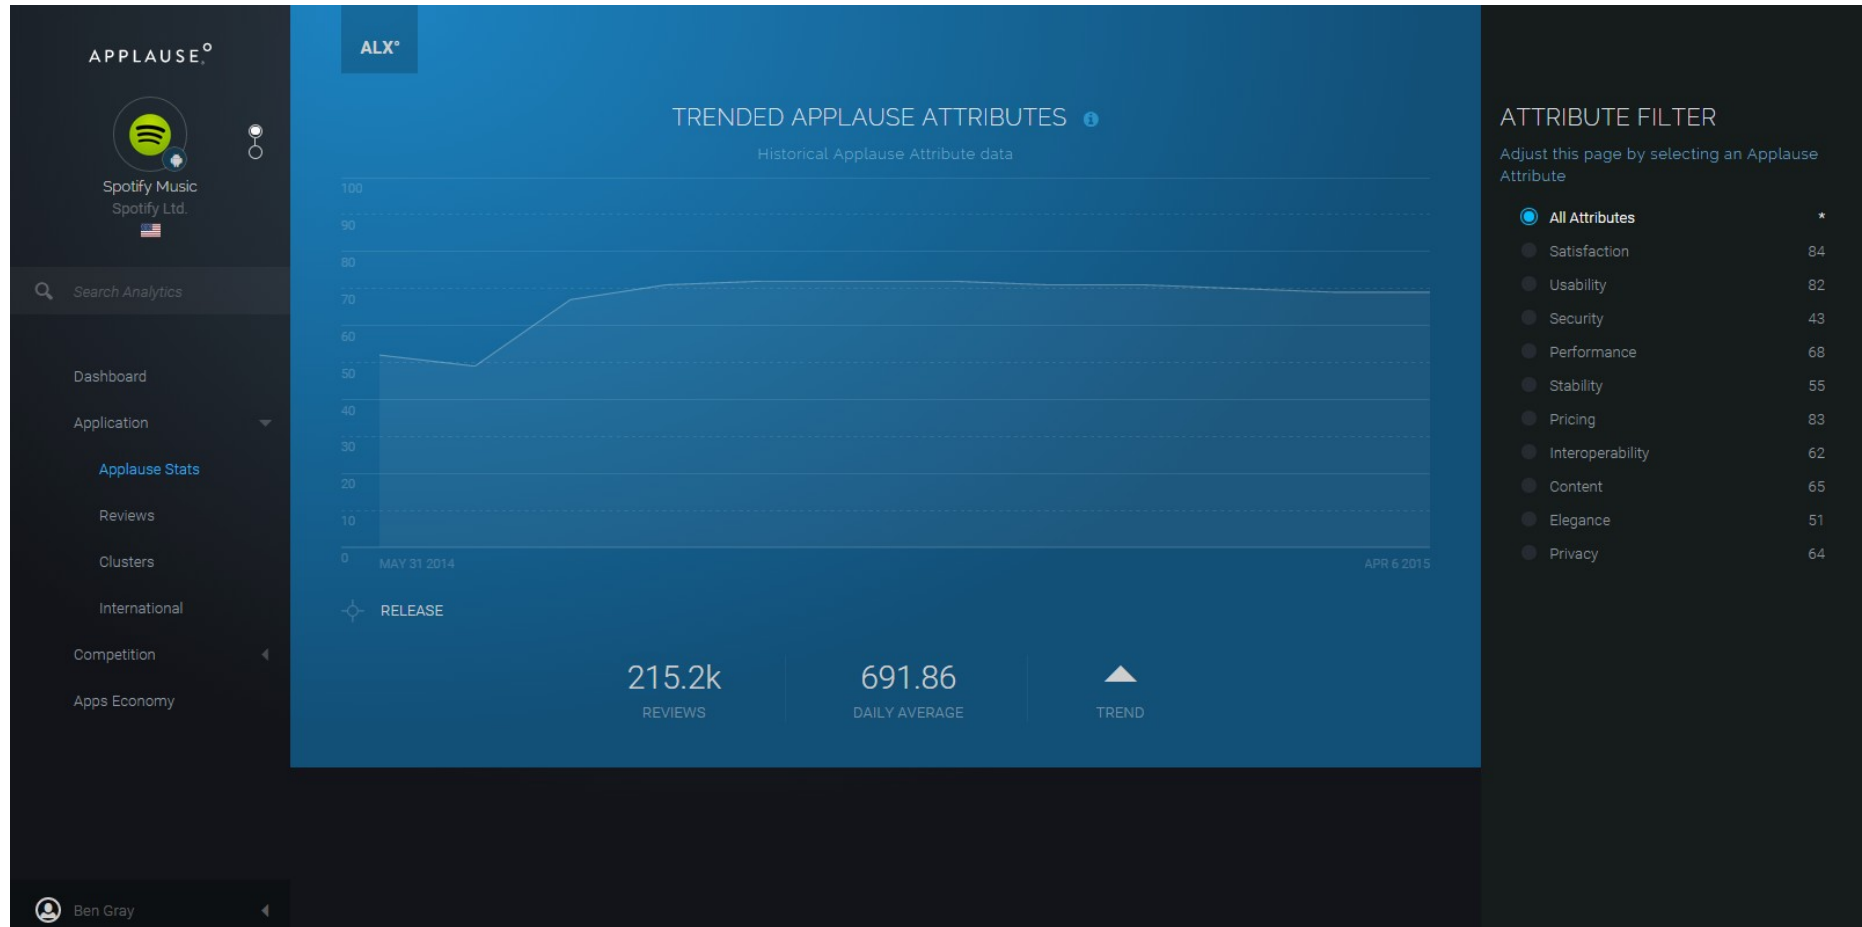 APPLAUSE°
Spotify Music
Spotify Ltd.
Search Analytics
Dashboard
Application
Applause Stats
Reviews
Clusters
International
Competition
Apps Economy
Ben Gray
ALX°
TRENDED APPLAUSE ATTRIBUTES
Historical Applause Attribute data
100
90
80
70
60
50
40
30
20
10
0
MAY 31 2014 APR 6 2015
RELEASE
215.2k 691.86
REVIEWS DAILY AVERAGE TREND
ATTRIBUTE FILTER
Adjust this page by selecting an Applause
Attribute
All Attributes *
Satisfaction 84
Usability 82
Security 43
Performance 68
Stability 55
Pricing 83
Interoperability 62
Content 65
Elegance 51
Privacy 64